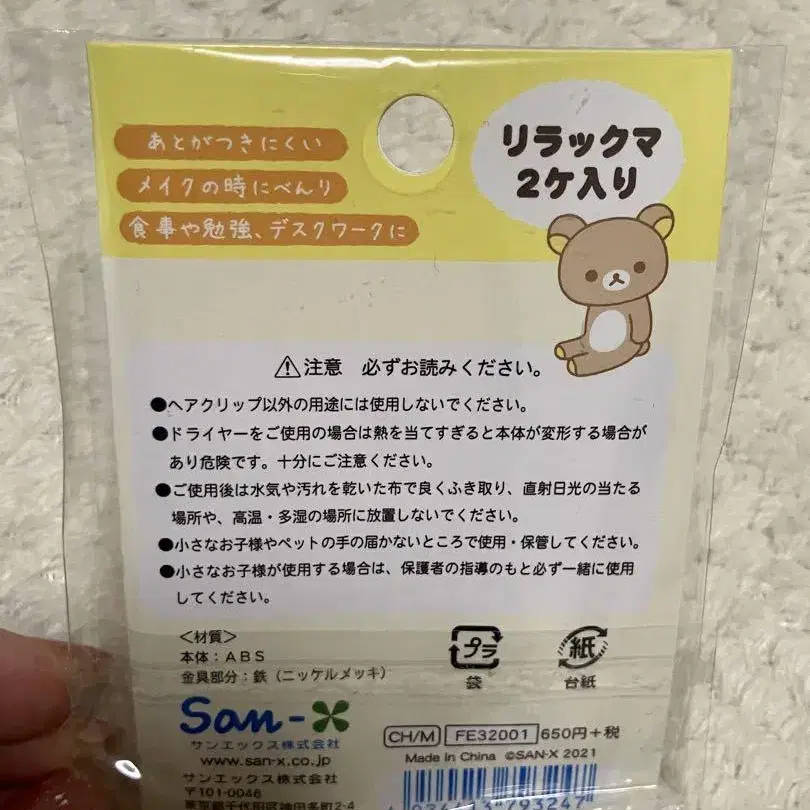 あとがつきにくい
メイクの時にべんり
食事や勉強、デスクワークに
リラックマ
2ケ入り
⚠注意 必ずお読みください。
●ヘアクリップ以外の用途には使用しないでください。
●ドライヤーをご使用の場合は熱を当てすぎると本体が変形する場合が
あり危険です。十分にご注意ください。
●ご使用後は水気や汚れを乾いた布で良くふき取り、直射日光の当たる
場所や、高温・多湿の場所に放置しないでください。
●小さなお子様やペットの手の届かないところで使用・保管してください。
●小さなお子様が使用する場合は、保護者の指導のもと必ず一緒に使用
してください。
<材質>
本体：ABS
金具部分：鉄（ニッケルメッキ）
プラ
袋
紙
台紙
San-X
サンエックス株式会社
www.san-x.co.jp
サンエックス株式会社
〒101-0046
東京都千代田区神田多町2-4
CH/M FE32001 650円+税
Made in China ©SAN-X 2021